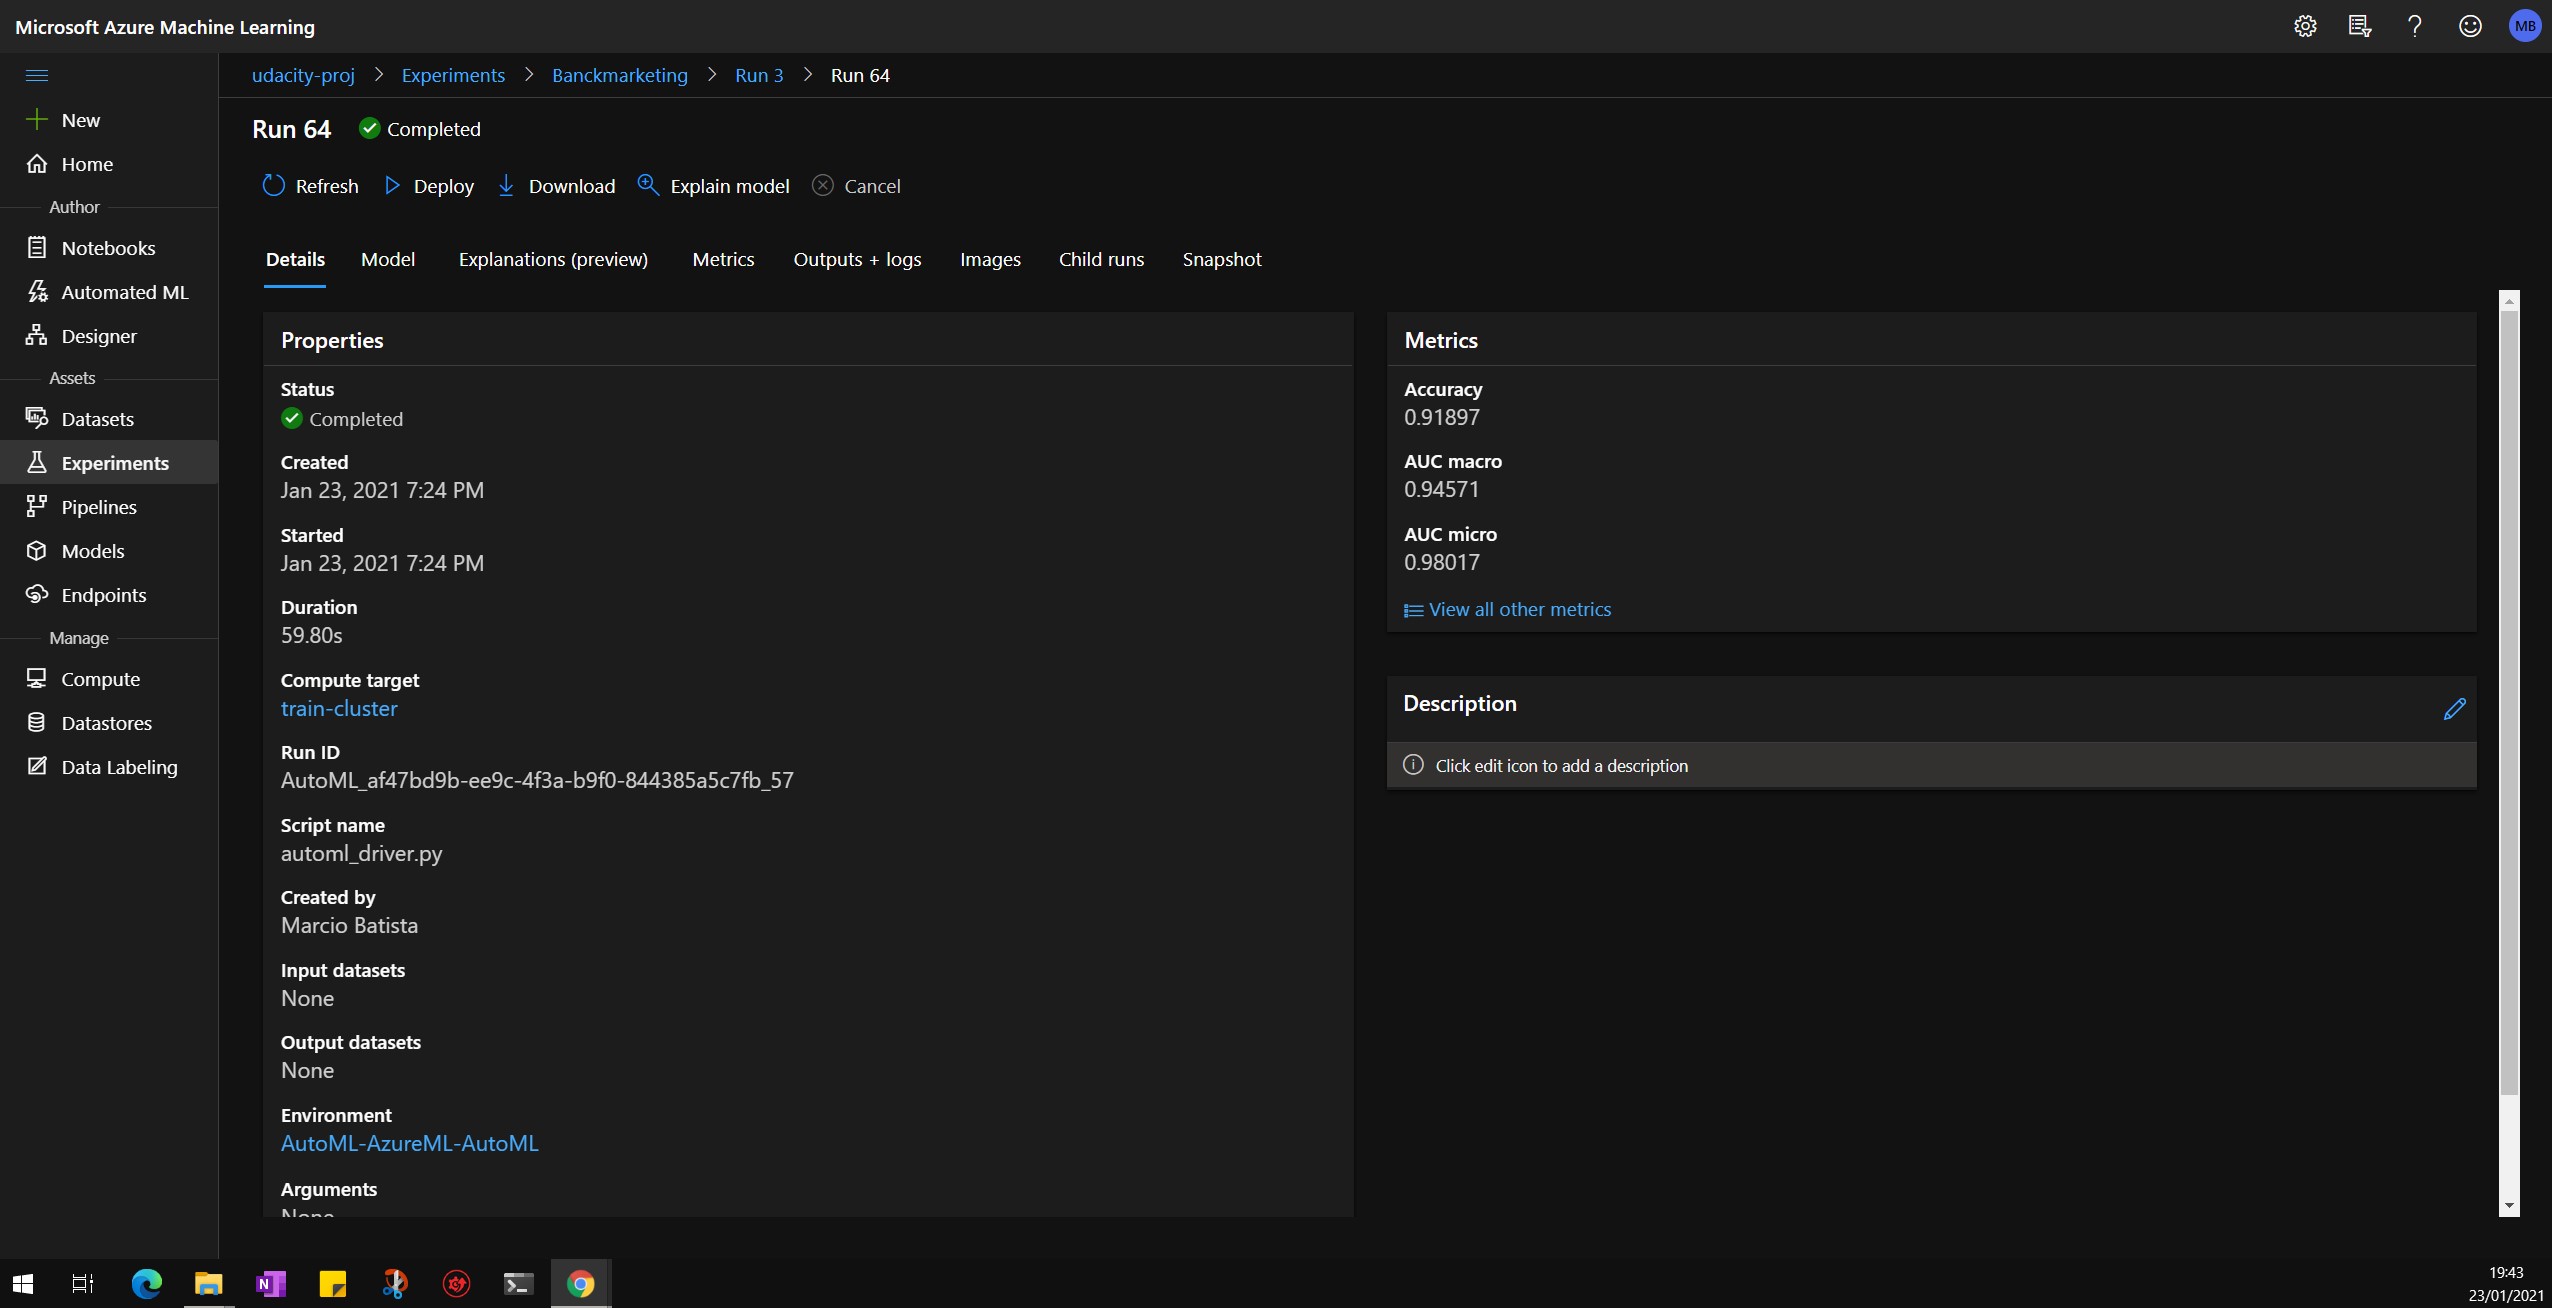 Microsoft Azure Machine Learning
MB
udacity-proj > Experiments > Banckmarketing > Run 3 > Run 64
New
Home
Author
Notebooks
Automated ML
Designer
Assets
Datasets
Experiments
Pipelines
Models
Endpoints
Manage
Compute
Datastores
Data Labeling
Run 64 Completed
Refresh Deploy Download Explain model Cancel
Details Model Explanations (preview) Metrics Outputs + logs Images Child runs Snapshot
Properties
Status
Completed
Created
Jan 23, 2021 7:24 PM
Started
Jan 23, 2021 7:24 PM
Duration
59.80s
Compute target
train-cluster
Run ID
AutoML_af47bd9b-ee9c-4f3a-b9f0-844385a5c7fb_57
Script name
automl_driver.py
Created by
Marcio Batista
Input datasets
None
Output datasets
None
Environment
AutoML-AzureML-AutoML
Arguments
None
Metrics
Accuracy
0.91897
AUC macro
0.94571
AUC micro
0.98017
View all other metrics
Description
Click edit icon to add a description
19:43
23/01/2021